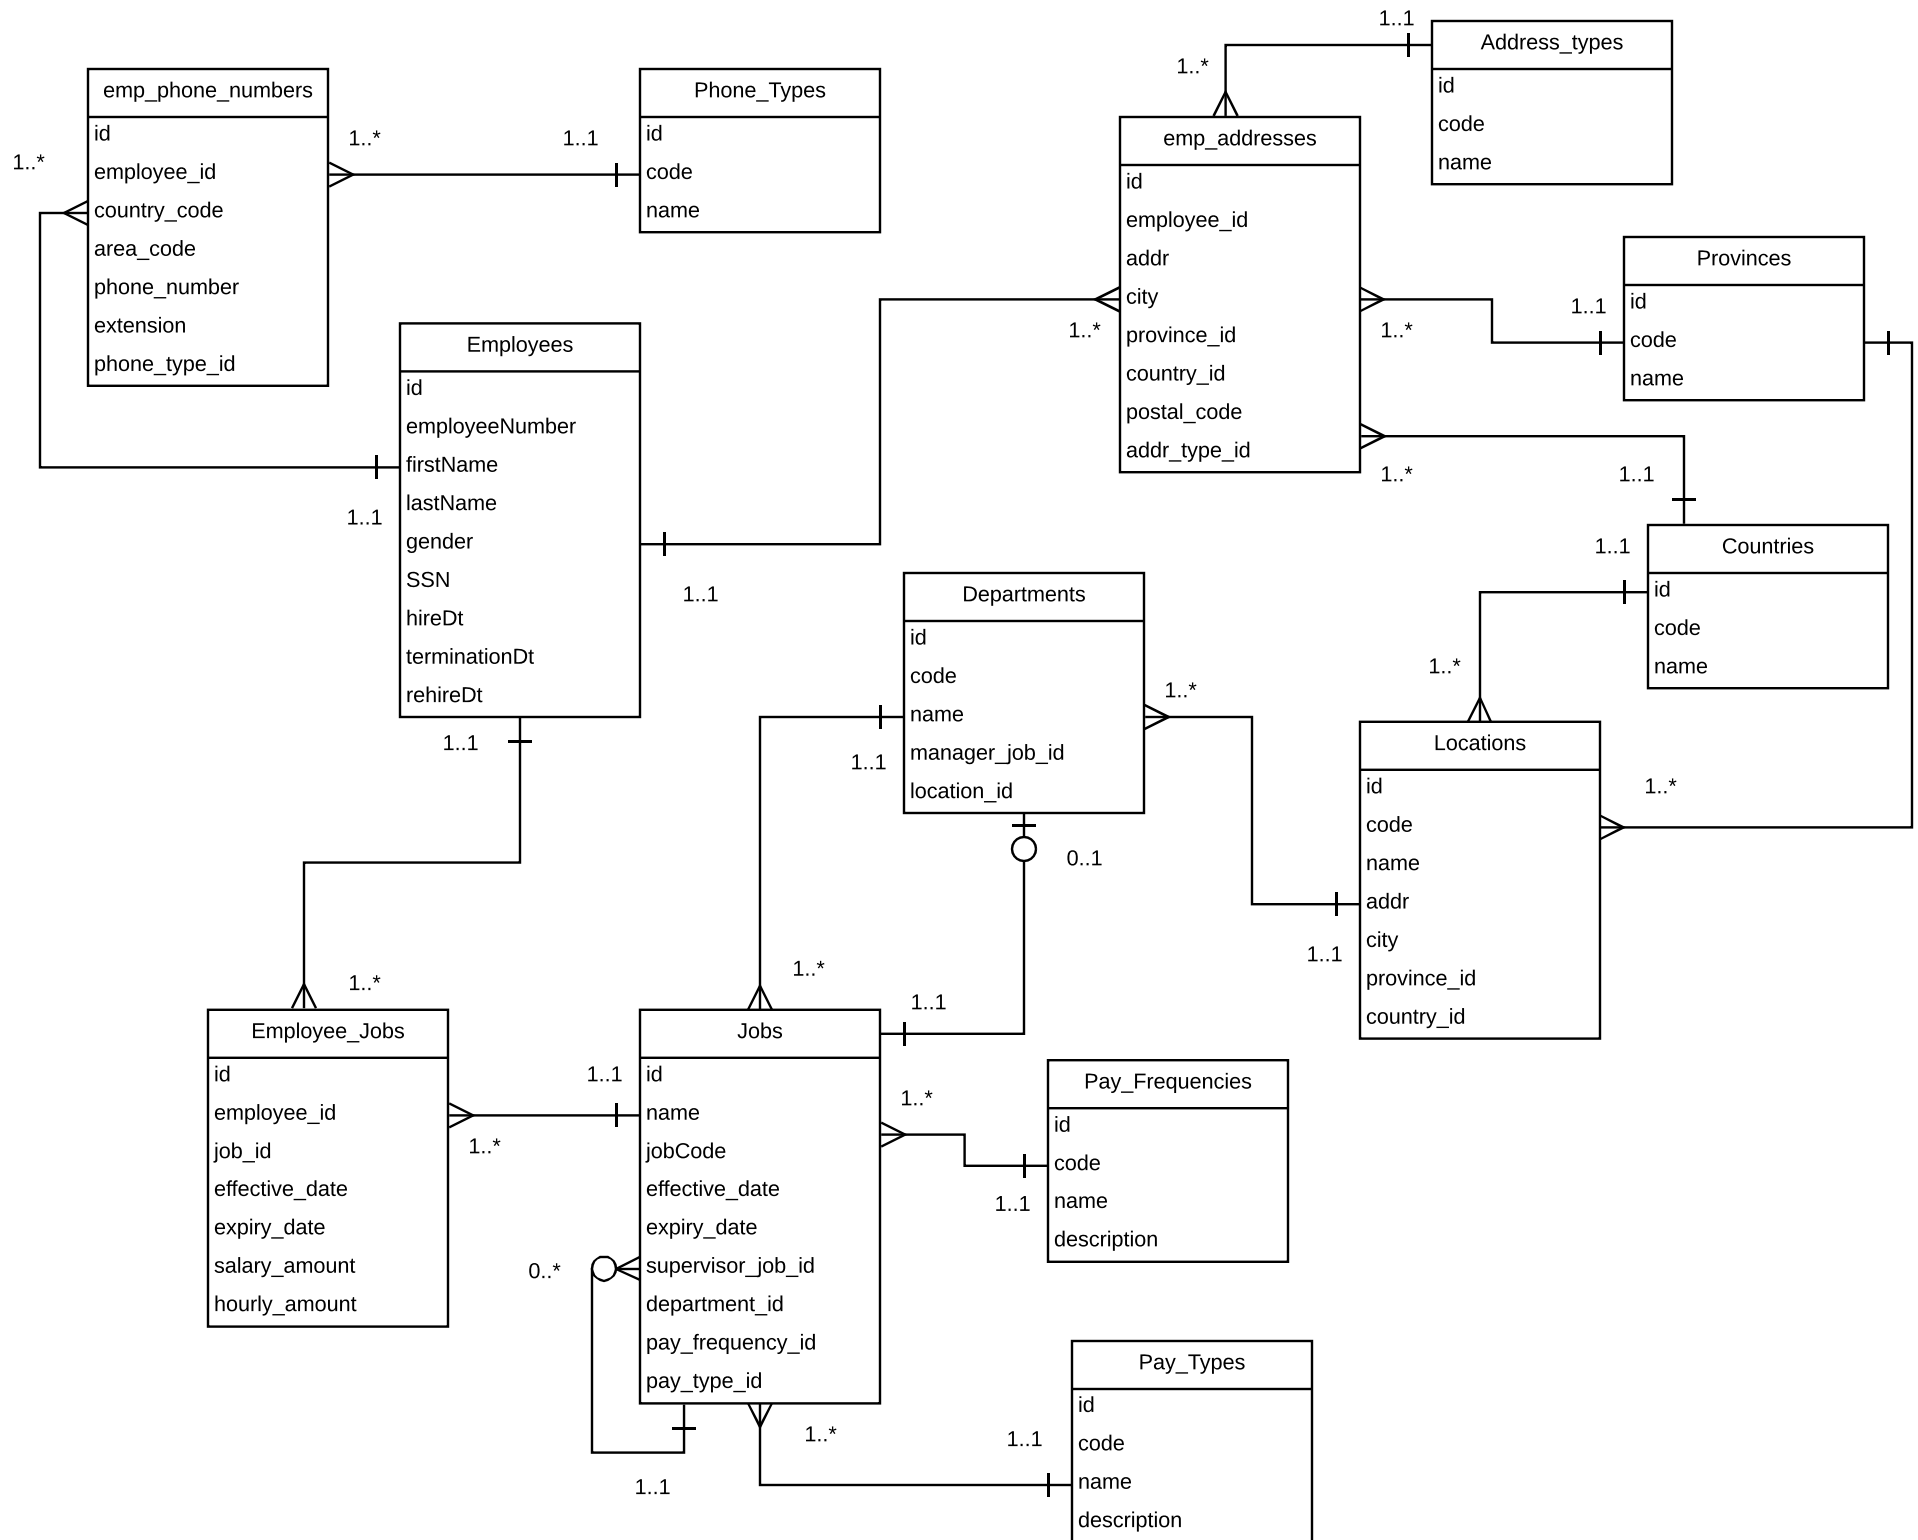 emp_phone_numbers
id
employee_id
country_code
area_code
phone_number
extension
phone_type_id
1..*
1..*
1..1
Phone_Types
id
code
name
1..1
Address_types
id
code
name
1..*
emp_addresses
id
employee_id
addr
city
province_id
country_id
postal_code
addr_type_id
1..*
1..*
1..*
1..1
Provinces
id
code
name
Employees
id
employeeNumber
firstName
lastName
gender
SSN
hireDt
terminationDt
rehireDt
1..1
1..1
1..1
1..1
1..1
Countries
id
code
name
Departments
id
code
name
manager_job_id
location_id
1..*
1..1
0..1
1..*
1..*
Locations
id
code
name
addr
city
province_id
country_id
1..1
1..*
Employee_Jobs
id
employee_id
job_id
effective_date
expiry_date
salary_amount
hourly_amount
1..*
1..1
1..*
1..1
Jobs
id
name
jobCode
effective_date
expiry_date
supervisor_job_id
department_id
pay_frequency_id
pay_type_id
0..*
1..1
1..*
1..1
Pay_Frequencies
id
code
name
description
1..*
1..1
Pay_Types
id
code
name
description